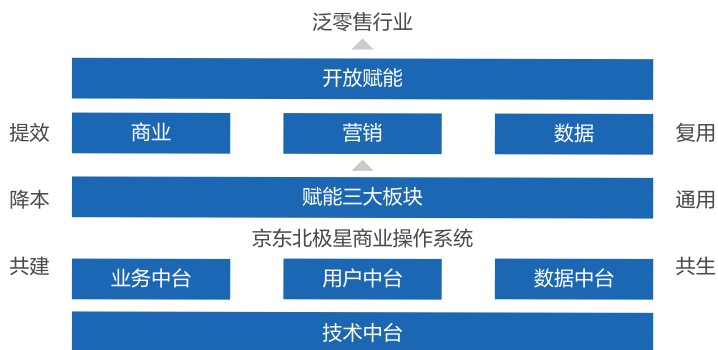 泛零售行业
开放赋能
提效 商业 营销 数据 复用
降本 赋能三大板块 通用
京东北极星商业操作系统
共建 业务中台 用户中台 数据中台 共生
技术中台